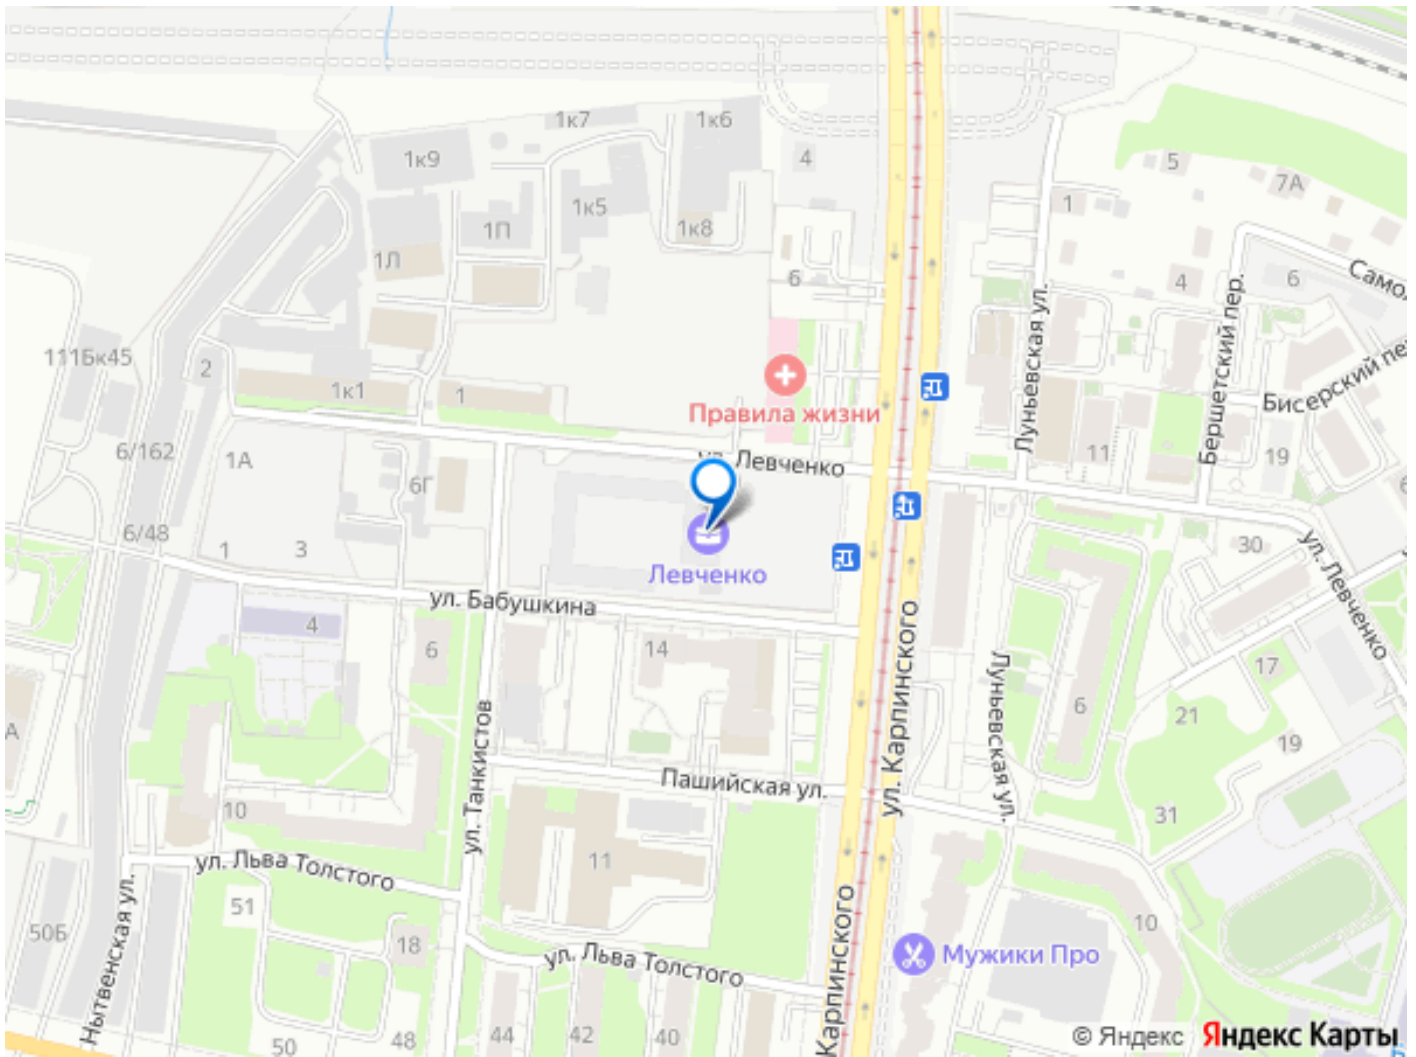 1к7
1к6
1к9
4
5
7А
1к5
1
1П
1к8
1Л
6
4
6
Само
Луньевская ул.
Бершетский пер.
111Бк45
2
1к1
1
Правила жизни
Бисерский пе
ул. Левченко
6/162
1А
6Г
11
19
6/48
1
3
Левченко
30
ул. Левченко
ул. Бабушкина
4
6
14
ул. Карпинского
Луньевская ул.
17
6
21
19
А
ул. Танкистов
Пашийская ул.
31
10
ул. Льва Толстого
11
51
50Б
18
10
Нытвенская ул.
ул. Льва Толстого
Карпинского
Мужики Про
50
48
44
42
40
© Яндекс Яндекс Карты